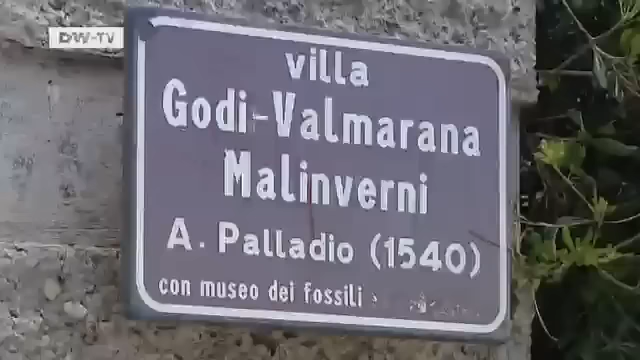 DW-TV
villa
Godi-Valmarana
Malinverni
A. Palladio (1540)
con museo dei fossili